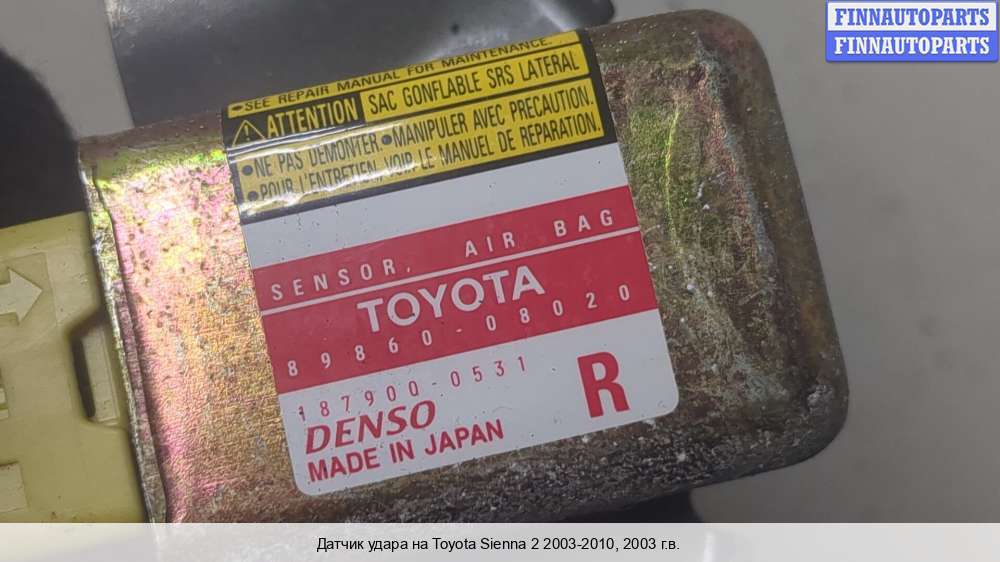 FINNAUTOPARTS
FINNAUTOPARTS
•SEE REPAIR MANUAL FOR MAINTENANCE.
ATTENTION SAC GONFLABLE SRS LATERAL
•NE PAS DEMONTER •MANIPULER AVEC PRECAUTION.
•POUR L'ENTRETIEN, VOIR LE MANUEL DE REPARATION.
SENSOR, AIR BAG
TOYOTA
89860-08020
187900-0531
DENSO
MADE IN JAPAN
R
Датчик удара на Toyota Sienna 2 2003-2010, 2003 г.в.